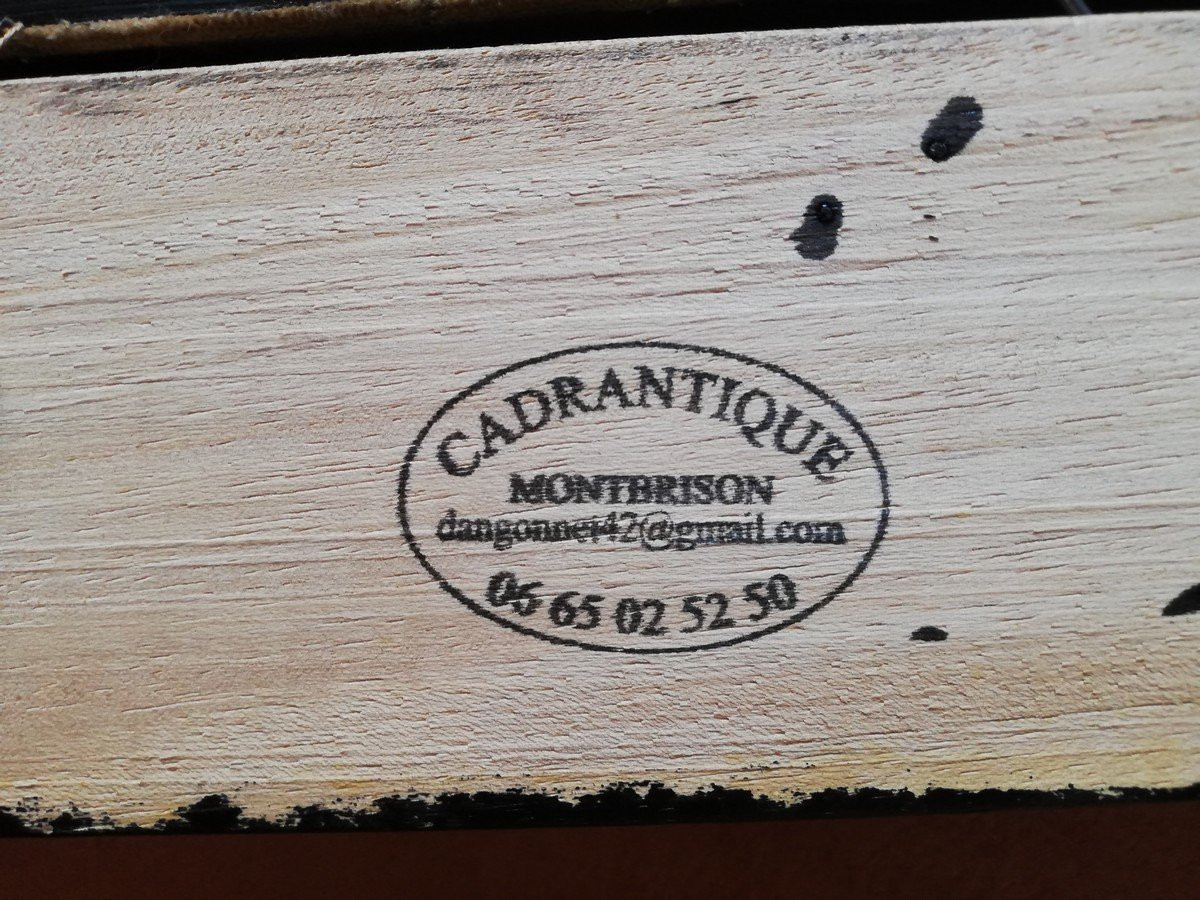 CADRANTIQUE
MONTBRISON
dangonner42@gmail.com
06 65 02 52 50